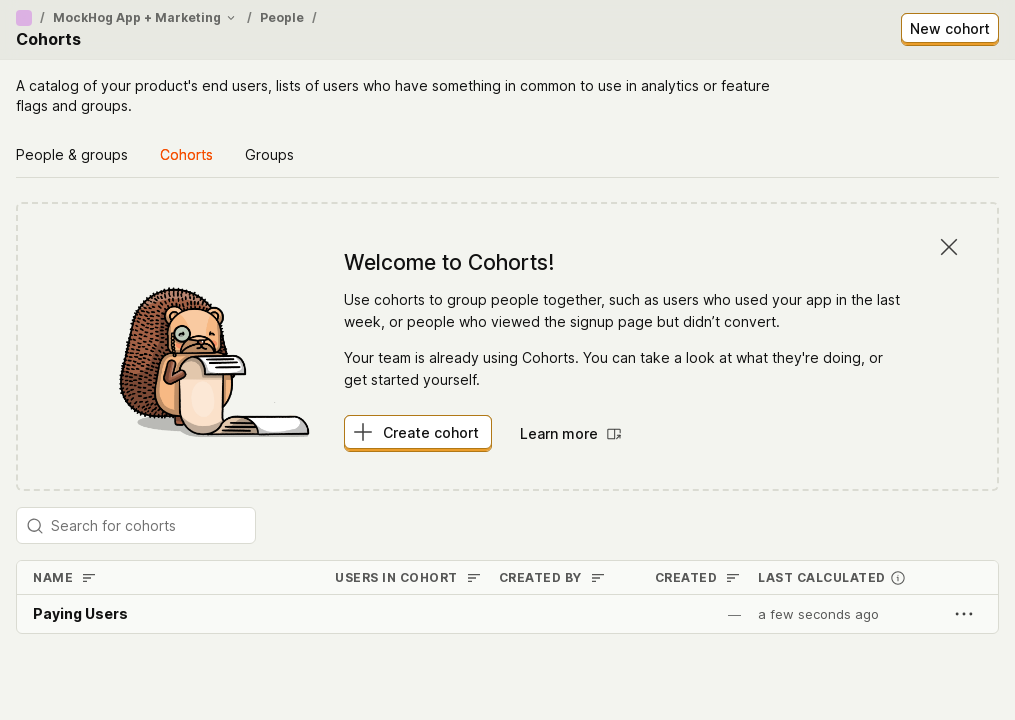 / MockHog App + Marketing / People /
Cohorts
New cohort
A catalog of your product's end users, lists of users who have something in common to use in analytics or feature
flags and groups.
People & groups Cohorts Groups
Welcome to Cohorts!
Use cohorts to group people together, such as users who used your app in the last
week, or people who viewed the signup page but didn’t convert.
Your team is already using Cohorts. You can take a look at what they're doing, or
get started yourself.
Create cohort Learn more
Search for cohorts
NAME USERS IN COHORT CREATED BY CREATED LAST CALCULATED
Paying Users — a few seconds ago